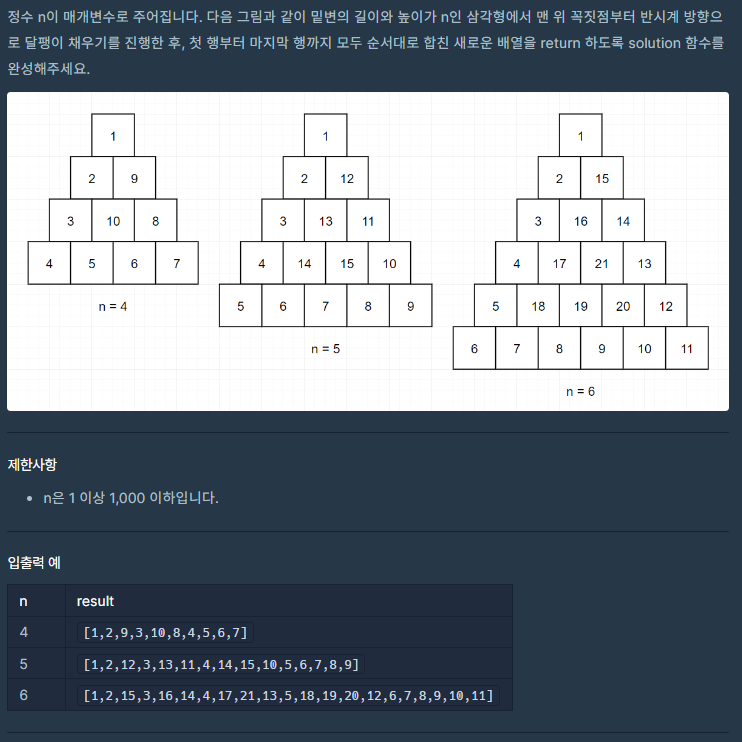 정수 n이 매개변수로 주어집니다. 다음 그림과 같이 밑변의 길이와 높이가 n인 삼각형에서 맨 위 꼭짓점부터 반시계 방향으
로 달팽이 채우기를 진행한 후, 첫 행부터 마지막 행까지 모두 순서대로 합친 새로운 배열을 return 하도록 solution 함수를
완성해주세요.
1 1 1
2 9 2 12 2 15
3 10 8 3 13 11 3 16 14
4 5 6 7 4 14 15 10 4 17 21 13
n = 4 5 6 7 8 9 5 18 19 20 12
n = 5 6 7 8 9 10 11
n = 6
제한사항
• n은 1 이상 1,000 이하입니다.
입출력 예
n result
4 [1,2,9,3,10,8,4,5,6,7]
5 [1,2,12,3,13,11,4,14,15,10,5,6,7,8,9]
6 [1,2,15,3,16,14,4,17,21,13,5,18,19,20,12,6,7,8,9,10,11]